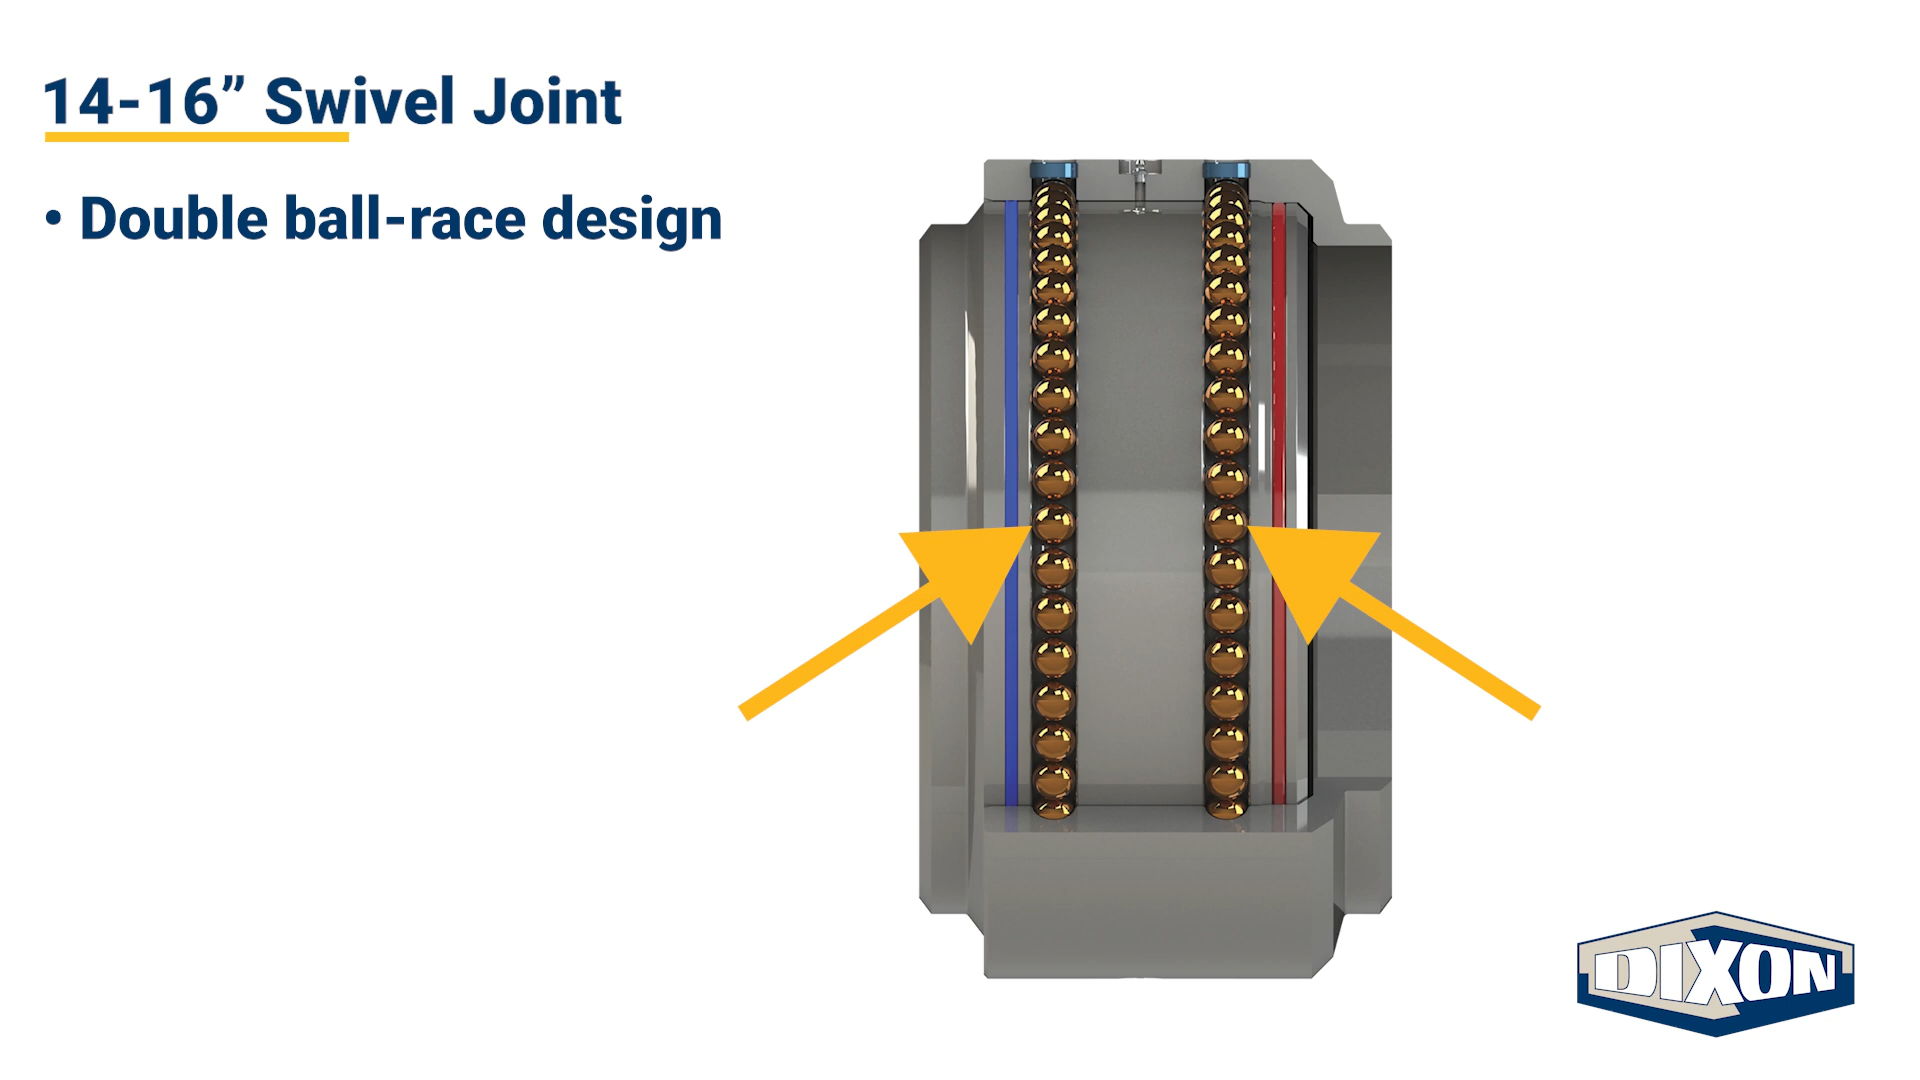 14-16” Swivel Joint
• Double ball-race design
DIXON